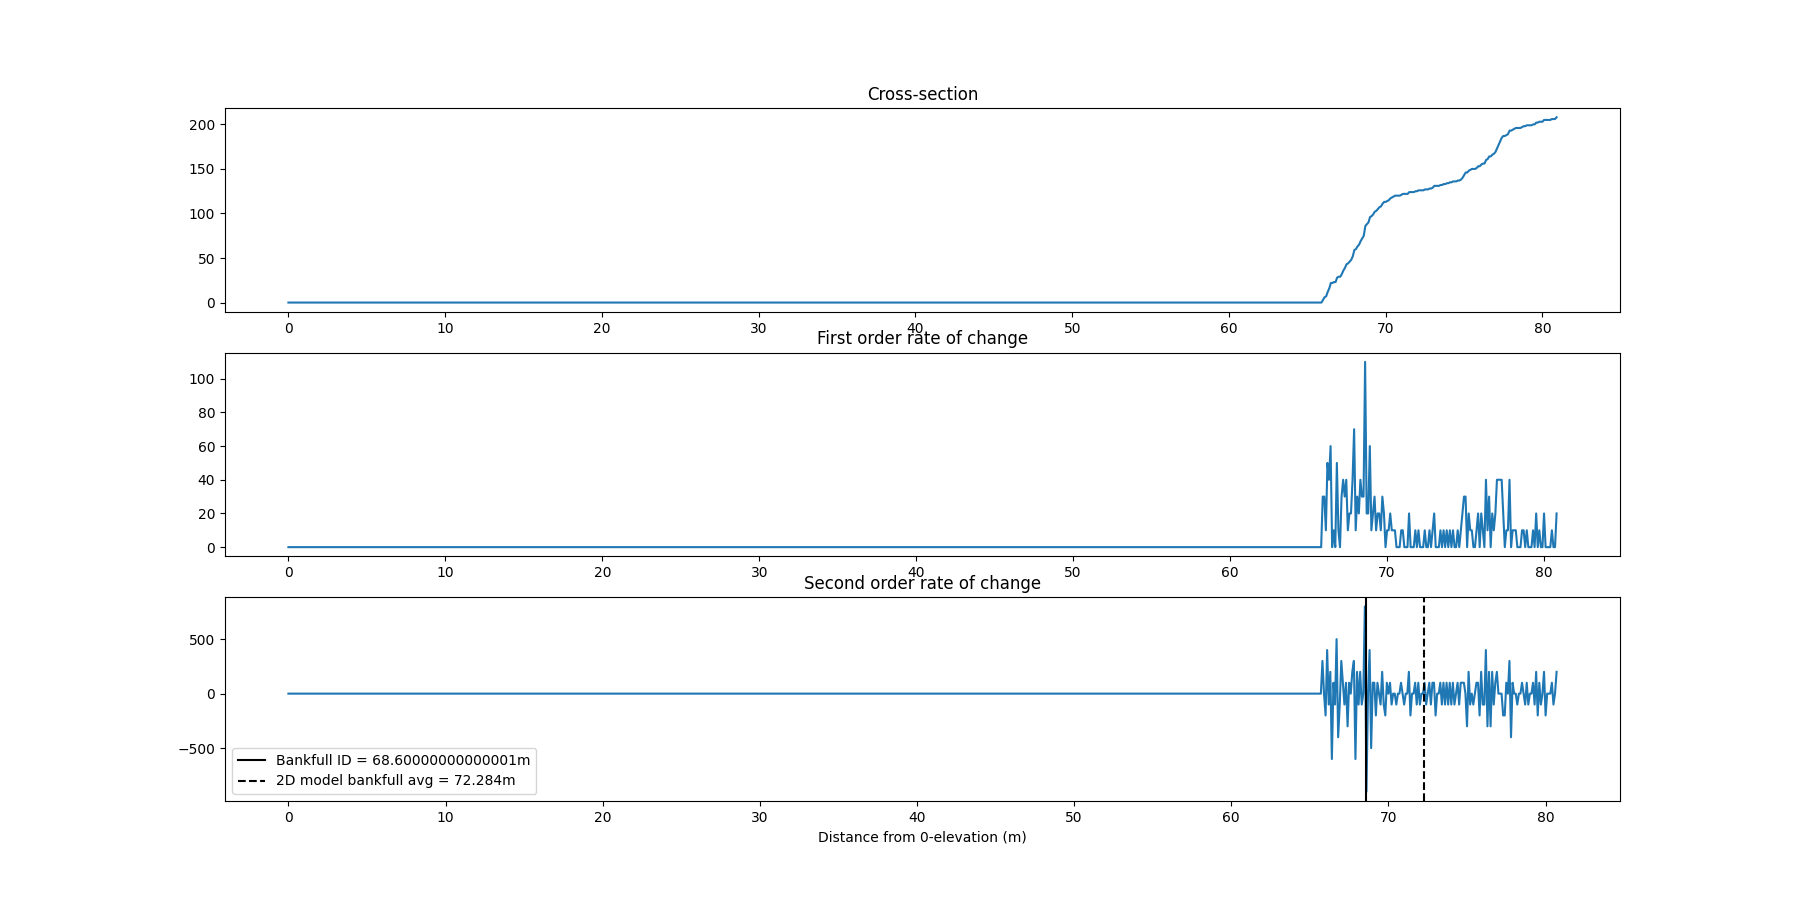 Cross-section
200
150
100
50
0
0 10 20 30 40 50 60 70 80
First order rate of change
100
80
60
40
20
0
0 10 20 30 40 50 60 70 80
Second order rate of change
500
0
−500
Bankfull ID = 68.60000000000001m
2D model bankfull avg = 72.284m
0 10 20 30 40 50 60 70 80
Distance from 0-elevation (m)